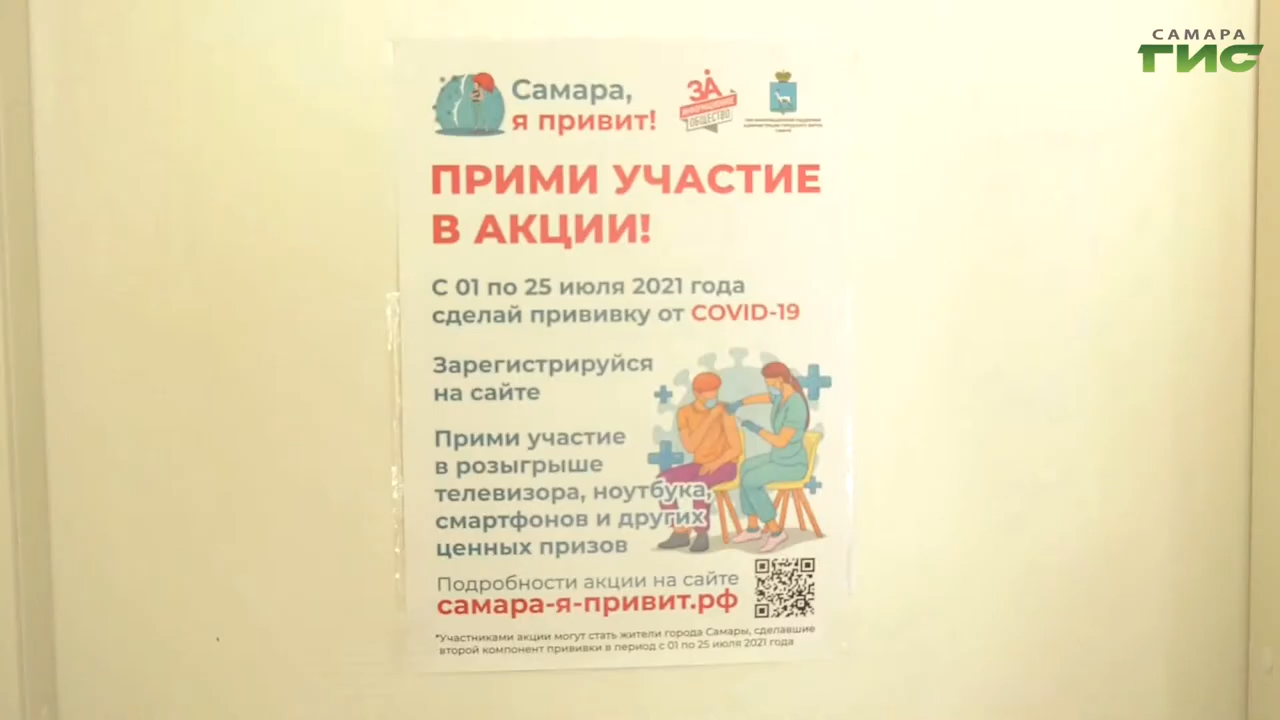 САМАРА
ГИС
Самара,
я привит!
ЗА
ИНФОРМАЦИОННОЕ
ОБЩЕСТВО
ПРИМИ УЧАСТИЕ
В АКЦИИ!
С 01 по 25 июля 2021 года
сделай прививку от COVID-19
Зарегистрируйся
на сайте
Прими участие
в розыгрыше
телевизора, ноутбука,
смартфонов и других
ценных призов
Подробности акции на сайте
самара-я-привит.рф
*Участниками акции могут стать жители города Самары, сделавшие
второй компонент прививки в период с 01 по 25 июля 2021 года